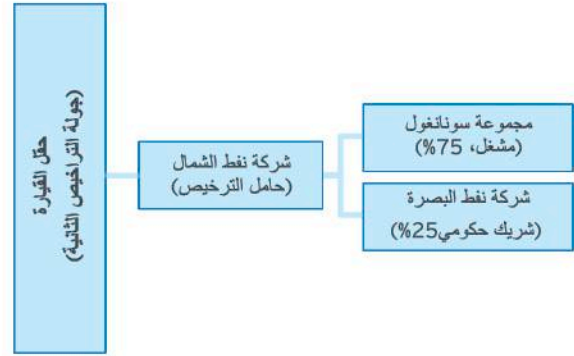 حقل القيارة
(جولة التراخيص الثانية)
شركة نفط الشمال
(حامل الترخيص)
مجموعة سونانغول
(مشغل، 75%)
شركة نفط البصرة
(شريك حكومي25%)